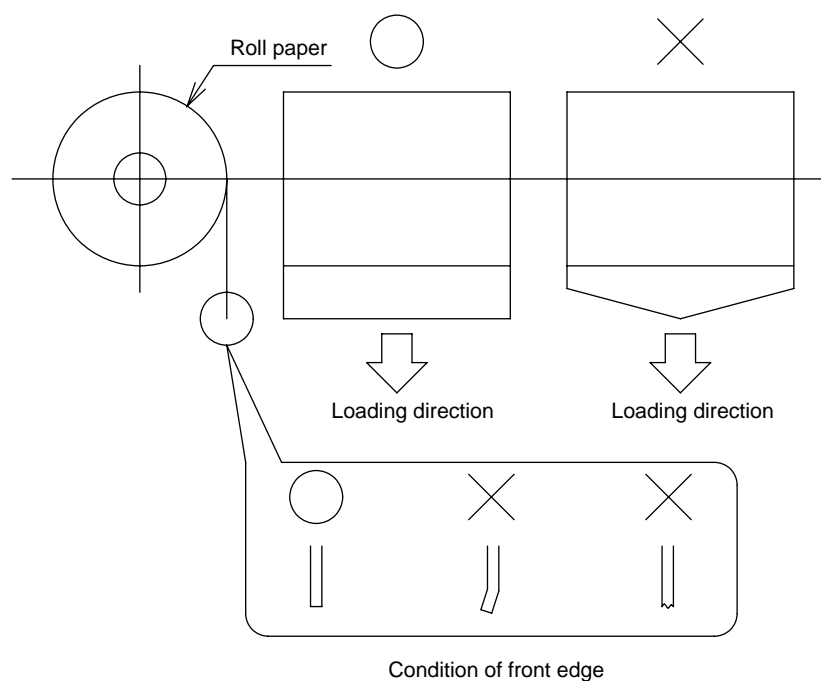 Roll paper
Loading direction
Loading direction
Condition of front edge